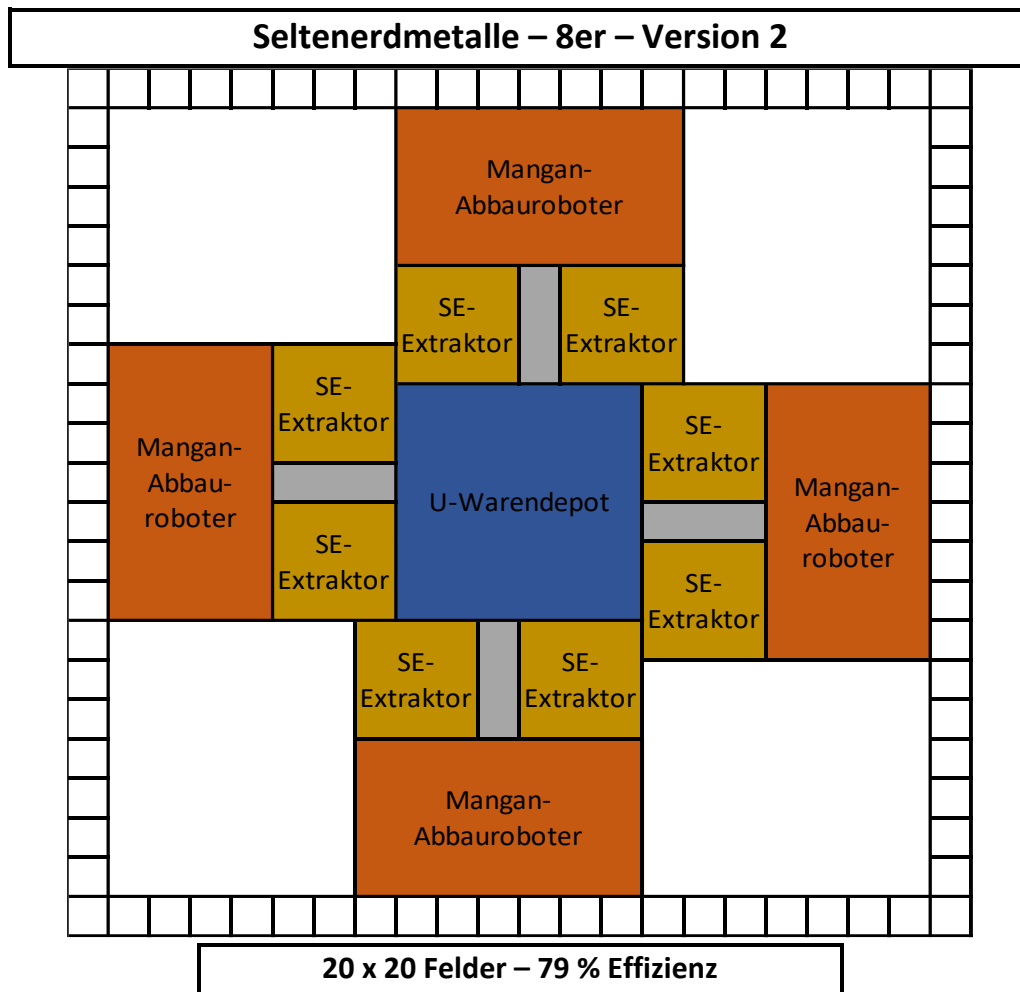 Seltenerdmetalle – 8er – Version 2
Mangan-
Abbauroboter
SE-
Extraktor
SE-
Extraktor
SE-
Extraktor
SE-
Extraktor
Mangan-
Abbau-
roboter
U-Warendepot
Mangan-
Abbau-
roboter
SE-
Extraktor
SE-
Extraktor
SE-
Extraktor
SE-
Extraktor
Mangan-
Abbauroboter
20 x 20 Felder – 79 % Effizienz